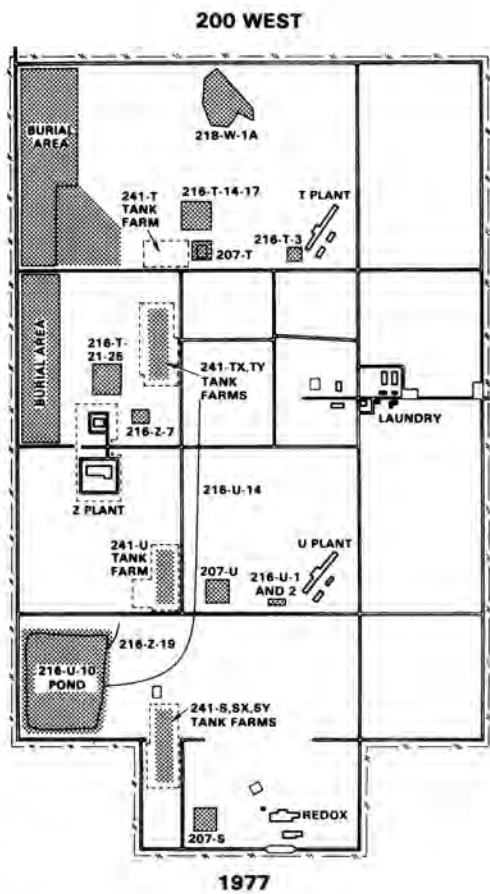 200 WEST
BURIAL
AREA
218-W-1A
241-T
TANK
FARM
216-T-14-17
T PLANT
216-T-3
207-T
BURIAL AREA
216-T-
21-26
241-TX,TY
TANK
FARMS
216-Z-7
LAUNDRY
Z PLANT
216-U-14
241-U
TANK
FARM
207-U
216-U-1
AND 2
U PLANT
216-Z-19
216-U-10
POND
241-S,SX,SY
TANK FARMS
207-S
REDOX
1977